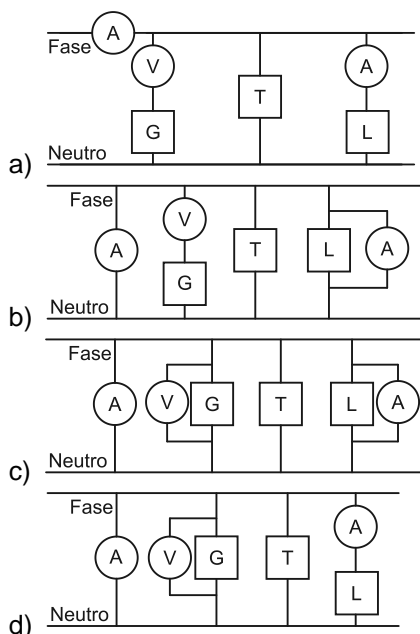 A
Fase
V A
T
G L
Neutro
a)
Fase
V
A T L A
G
Neutro
b)
Fase
A V G T L A
Neutro
c)
Fase
A
A V G T
L
Neutro
d)